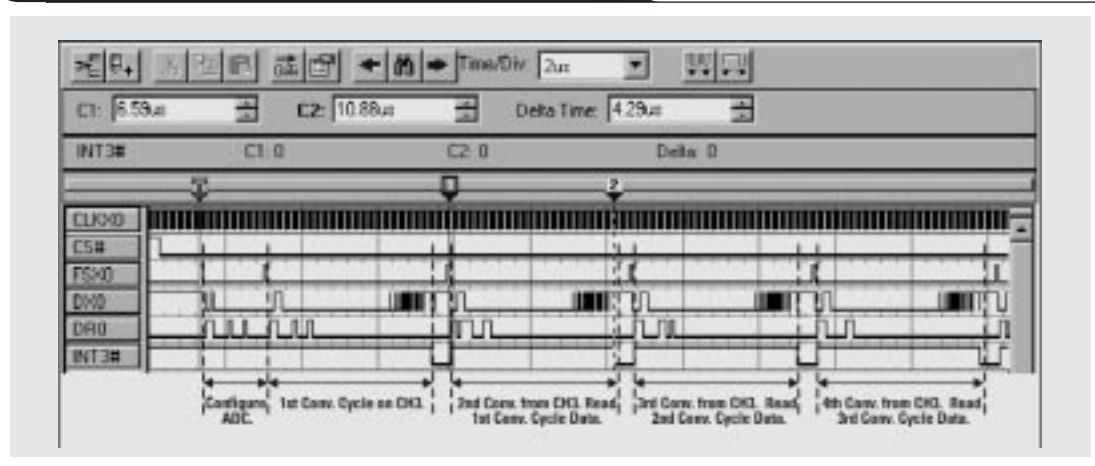 Time/Div: 2us
C1: 6.59us C2: 10.88us Delta Time: 4.29us
INT3# C1: 0 C2: 0 Delta: 0
2
CLKX0
CS#
FSX0
DX0
DR0
INT3#
Configure ADC.
1st Conv. Cycle on CH3.
2nd Conv. from CH3. Read
1st Conv. Cycle Data.
3rd Conv. from CH3. Read
2nd Conv. Cycle Data.
4th Conv. from CH3. Read
3rd Conv. Cycle Data.